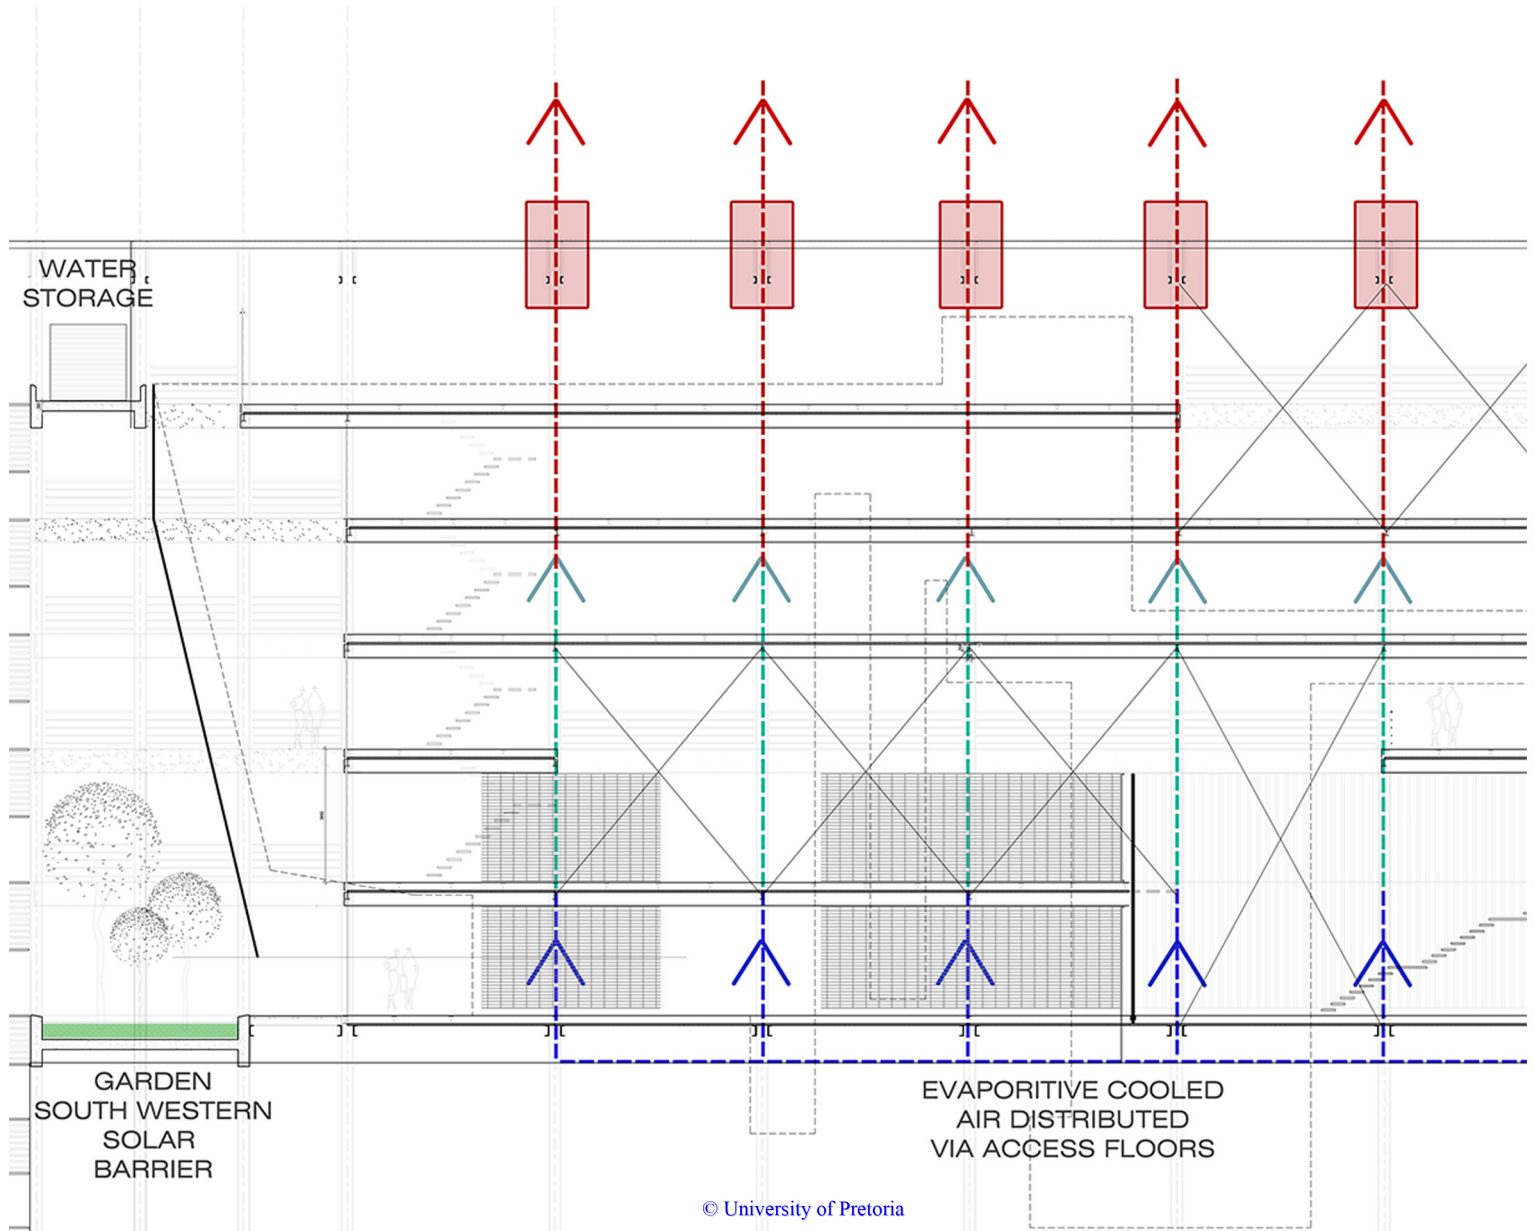 WATER
STORAGE
GARDEN
SOUTH WESTERN
SOLAR
BARRIER
EVAPORITIVE COOLED
AIR DISTRIBUTED
VIA ACCESS FLOORS
© University of Pretoria